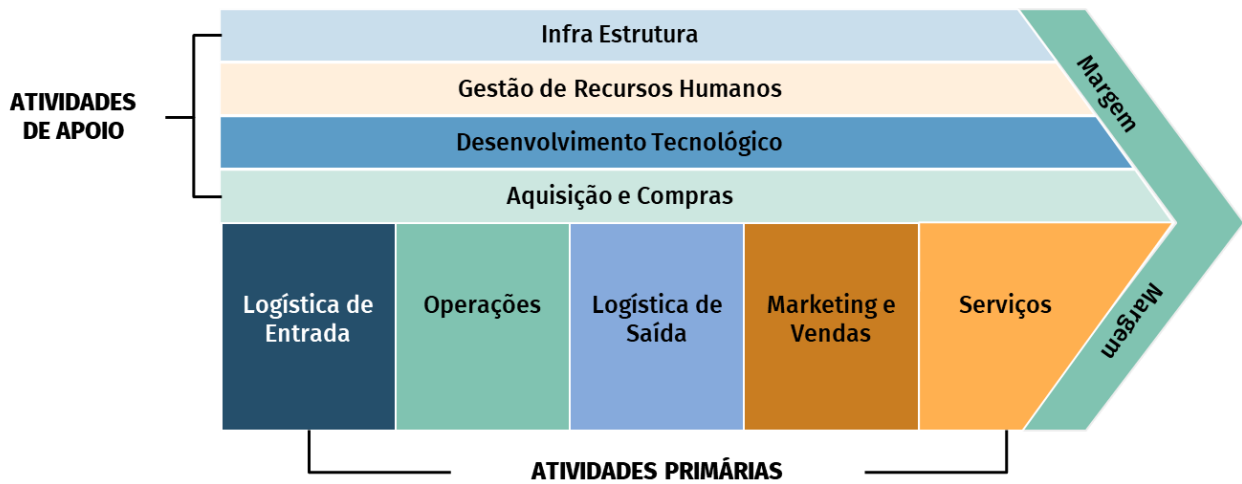 Infra Estrutura
Gestão de Recursos Humanos
Desenvolvimento Tecnológico
Aquisição e Compras
ATIVIDADES
DE APOIO
Margem
Logística de
Entrada
Operações
Logística de
Saída
Marketing e
Vendas
Serviços
Margem
ATIVIDADES PRIMÁRIAS